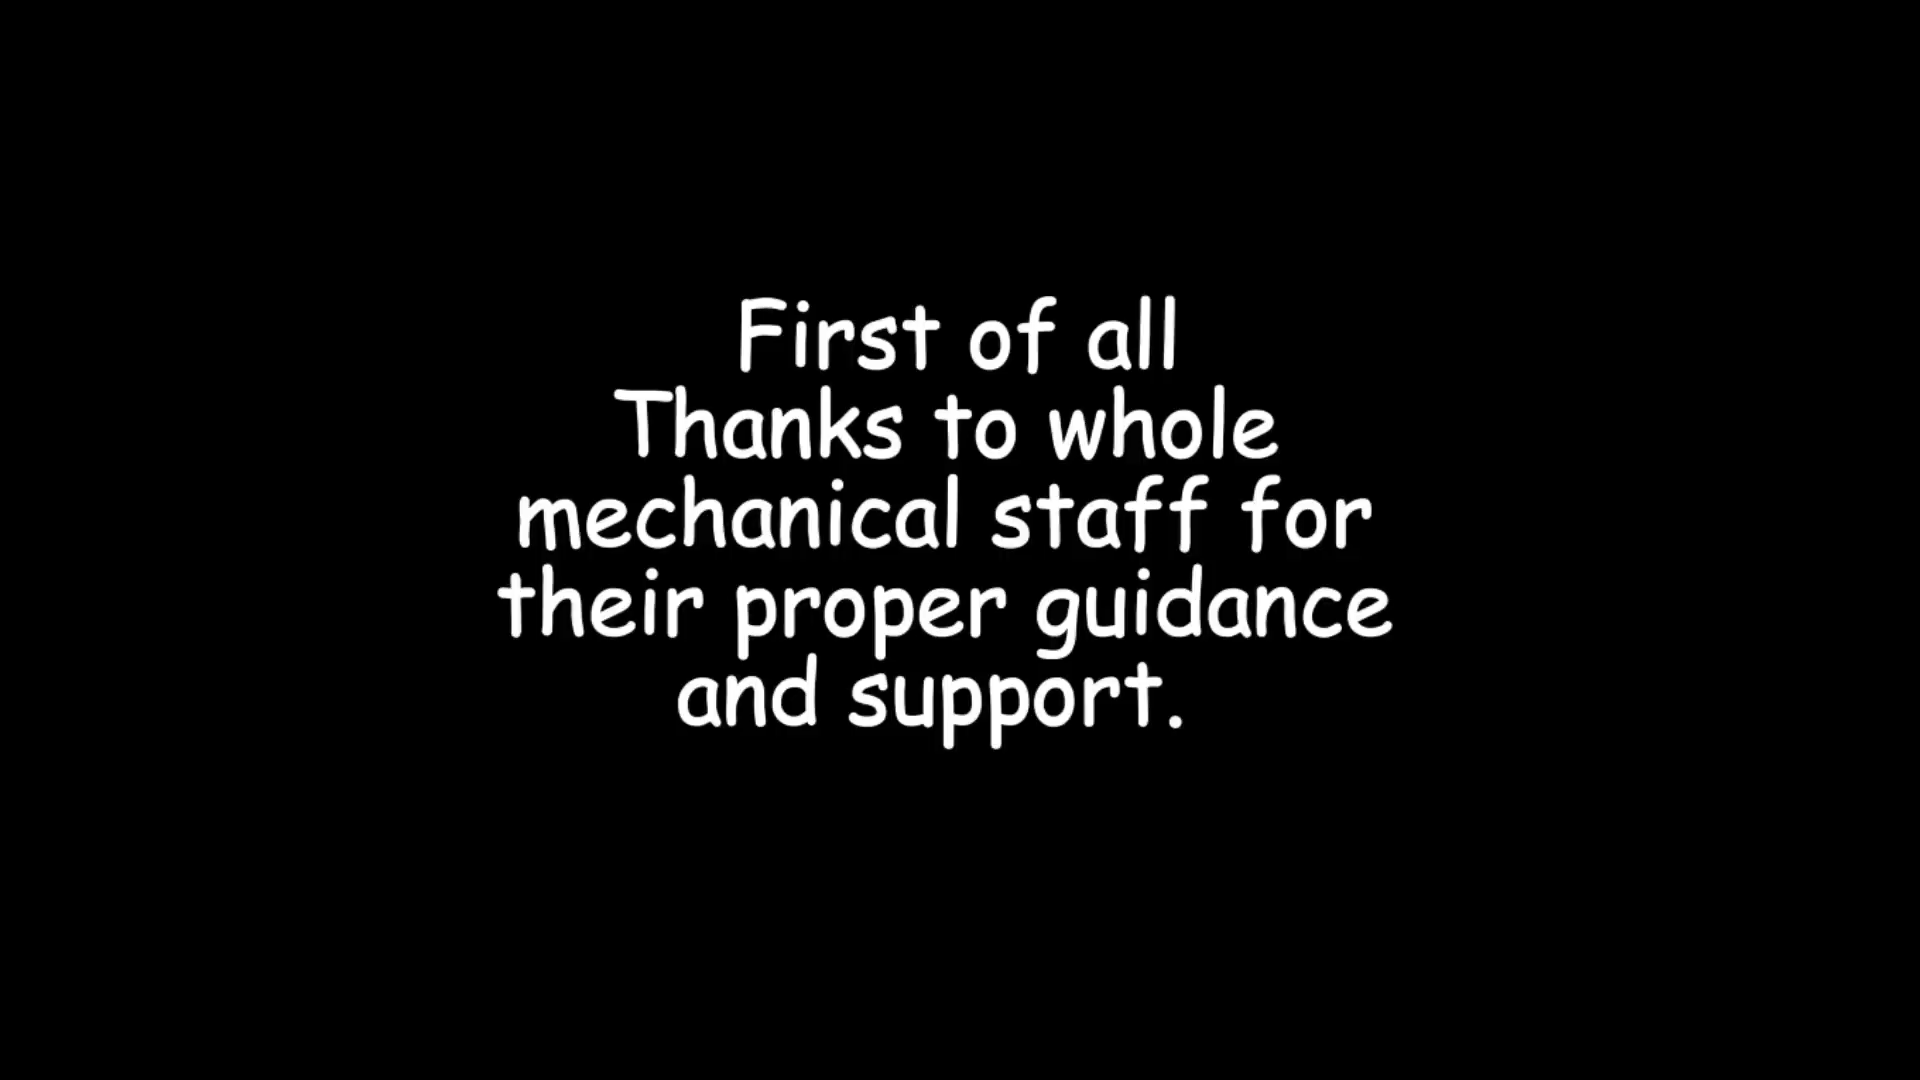 First of all
Thanks to whole
mechanical staff for
their proper guidance
and support.